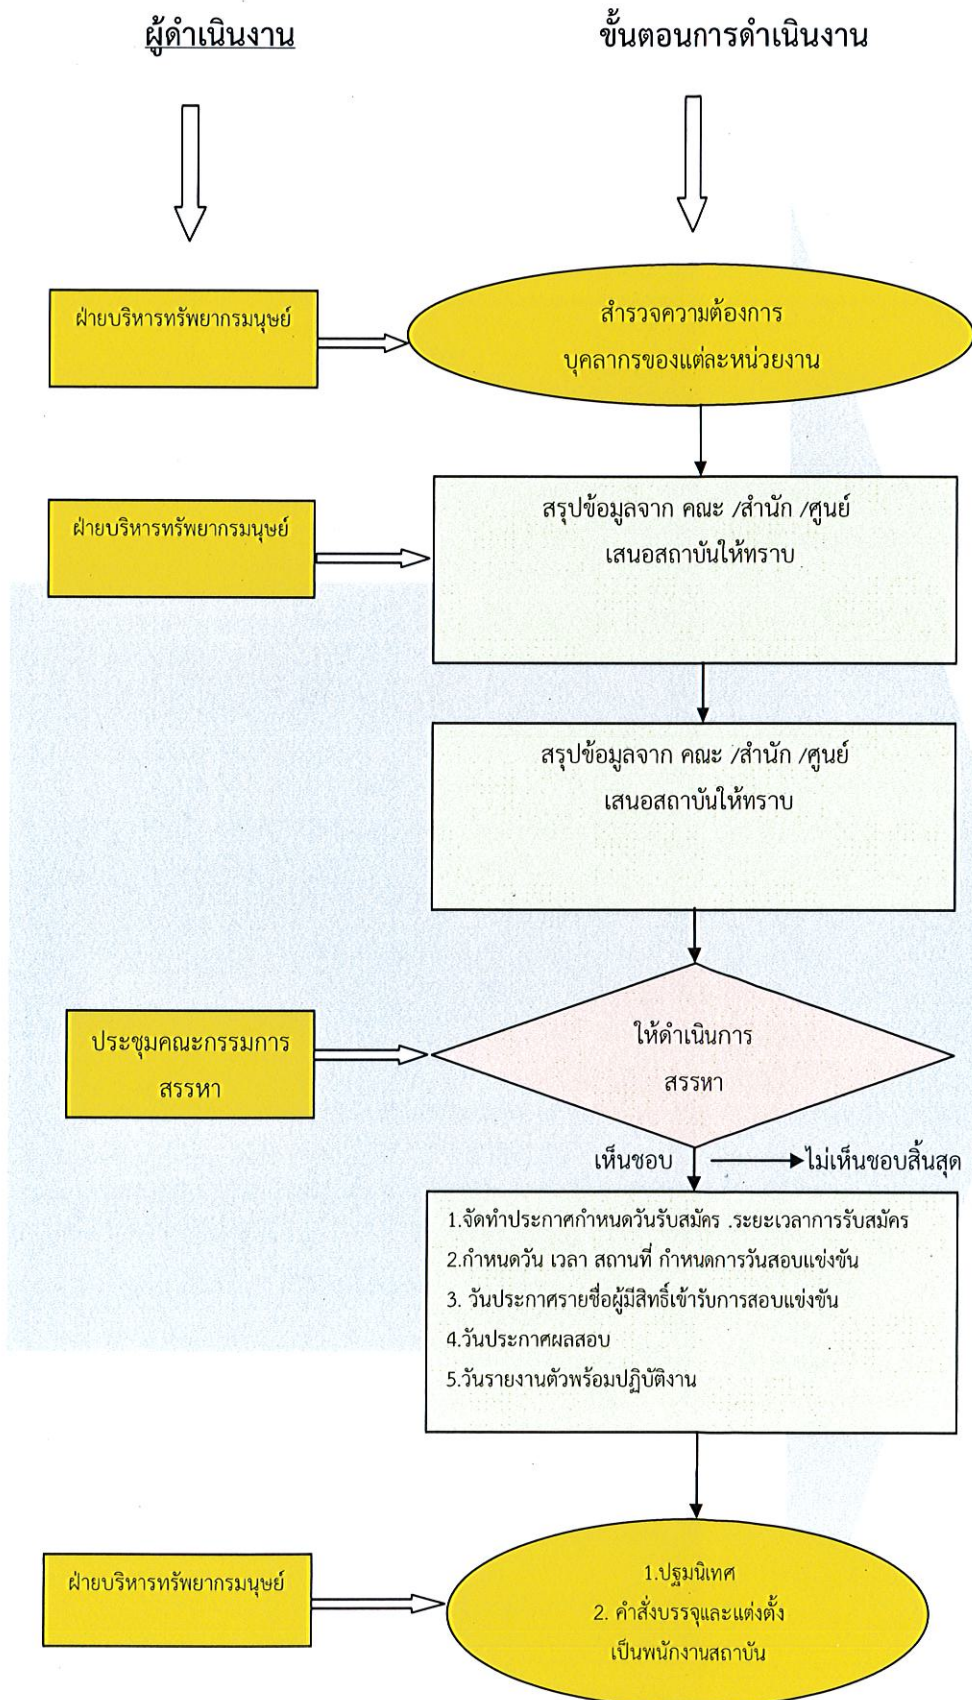 ผู้ดำเนินงาน
ขั้นตอนการดำเนินงาน
ฝ่ายบริหารทรัพยากรมนุษย์
สำรวจความต้องการ
บุคลากรของแต่ละหน่วยงาน
ฝ่ายบริหารทรัพยากรมนุษย์
สรุปข้อมูลจาก คณะ /สำนัก /ศูนย์
เสนอสถาบันให้ทราบ
สรุปข้อมูลจาก คณะ /สำนัก /ศูนย์
เสนอสถาบันให้ทราบ
ประชุมคณะกรรมการ
สรรหา
ให้ดำเนินการ
สรรหา
เห็นชอบ
ไม่เห็นชอบสิ้นสุด
1.จัดทำประกาศกำหนดวันรับสมัคร .ระยะเวลาการรับสมัคร
2.กำหนดวัน เวลา สถานที่ กำหนดการวันสอบแข่งขัน
3. วันประกาศรายชื่อผู้มีสิทธิ์เข้ารับการสอบแข่งขัน
4.วันประกาศผลสอบ
5.วันรายงานตัวพร้อมปฏิบัติงาน
ฝ่ายบริหารทรัพยากรมนุษย์
1.ปฐมนิเทศ
2. คำสั่งบรรจุและแต่งตั้ง
เป็นพนักงานสถาบัน